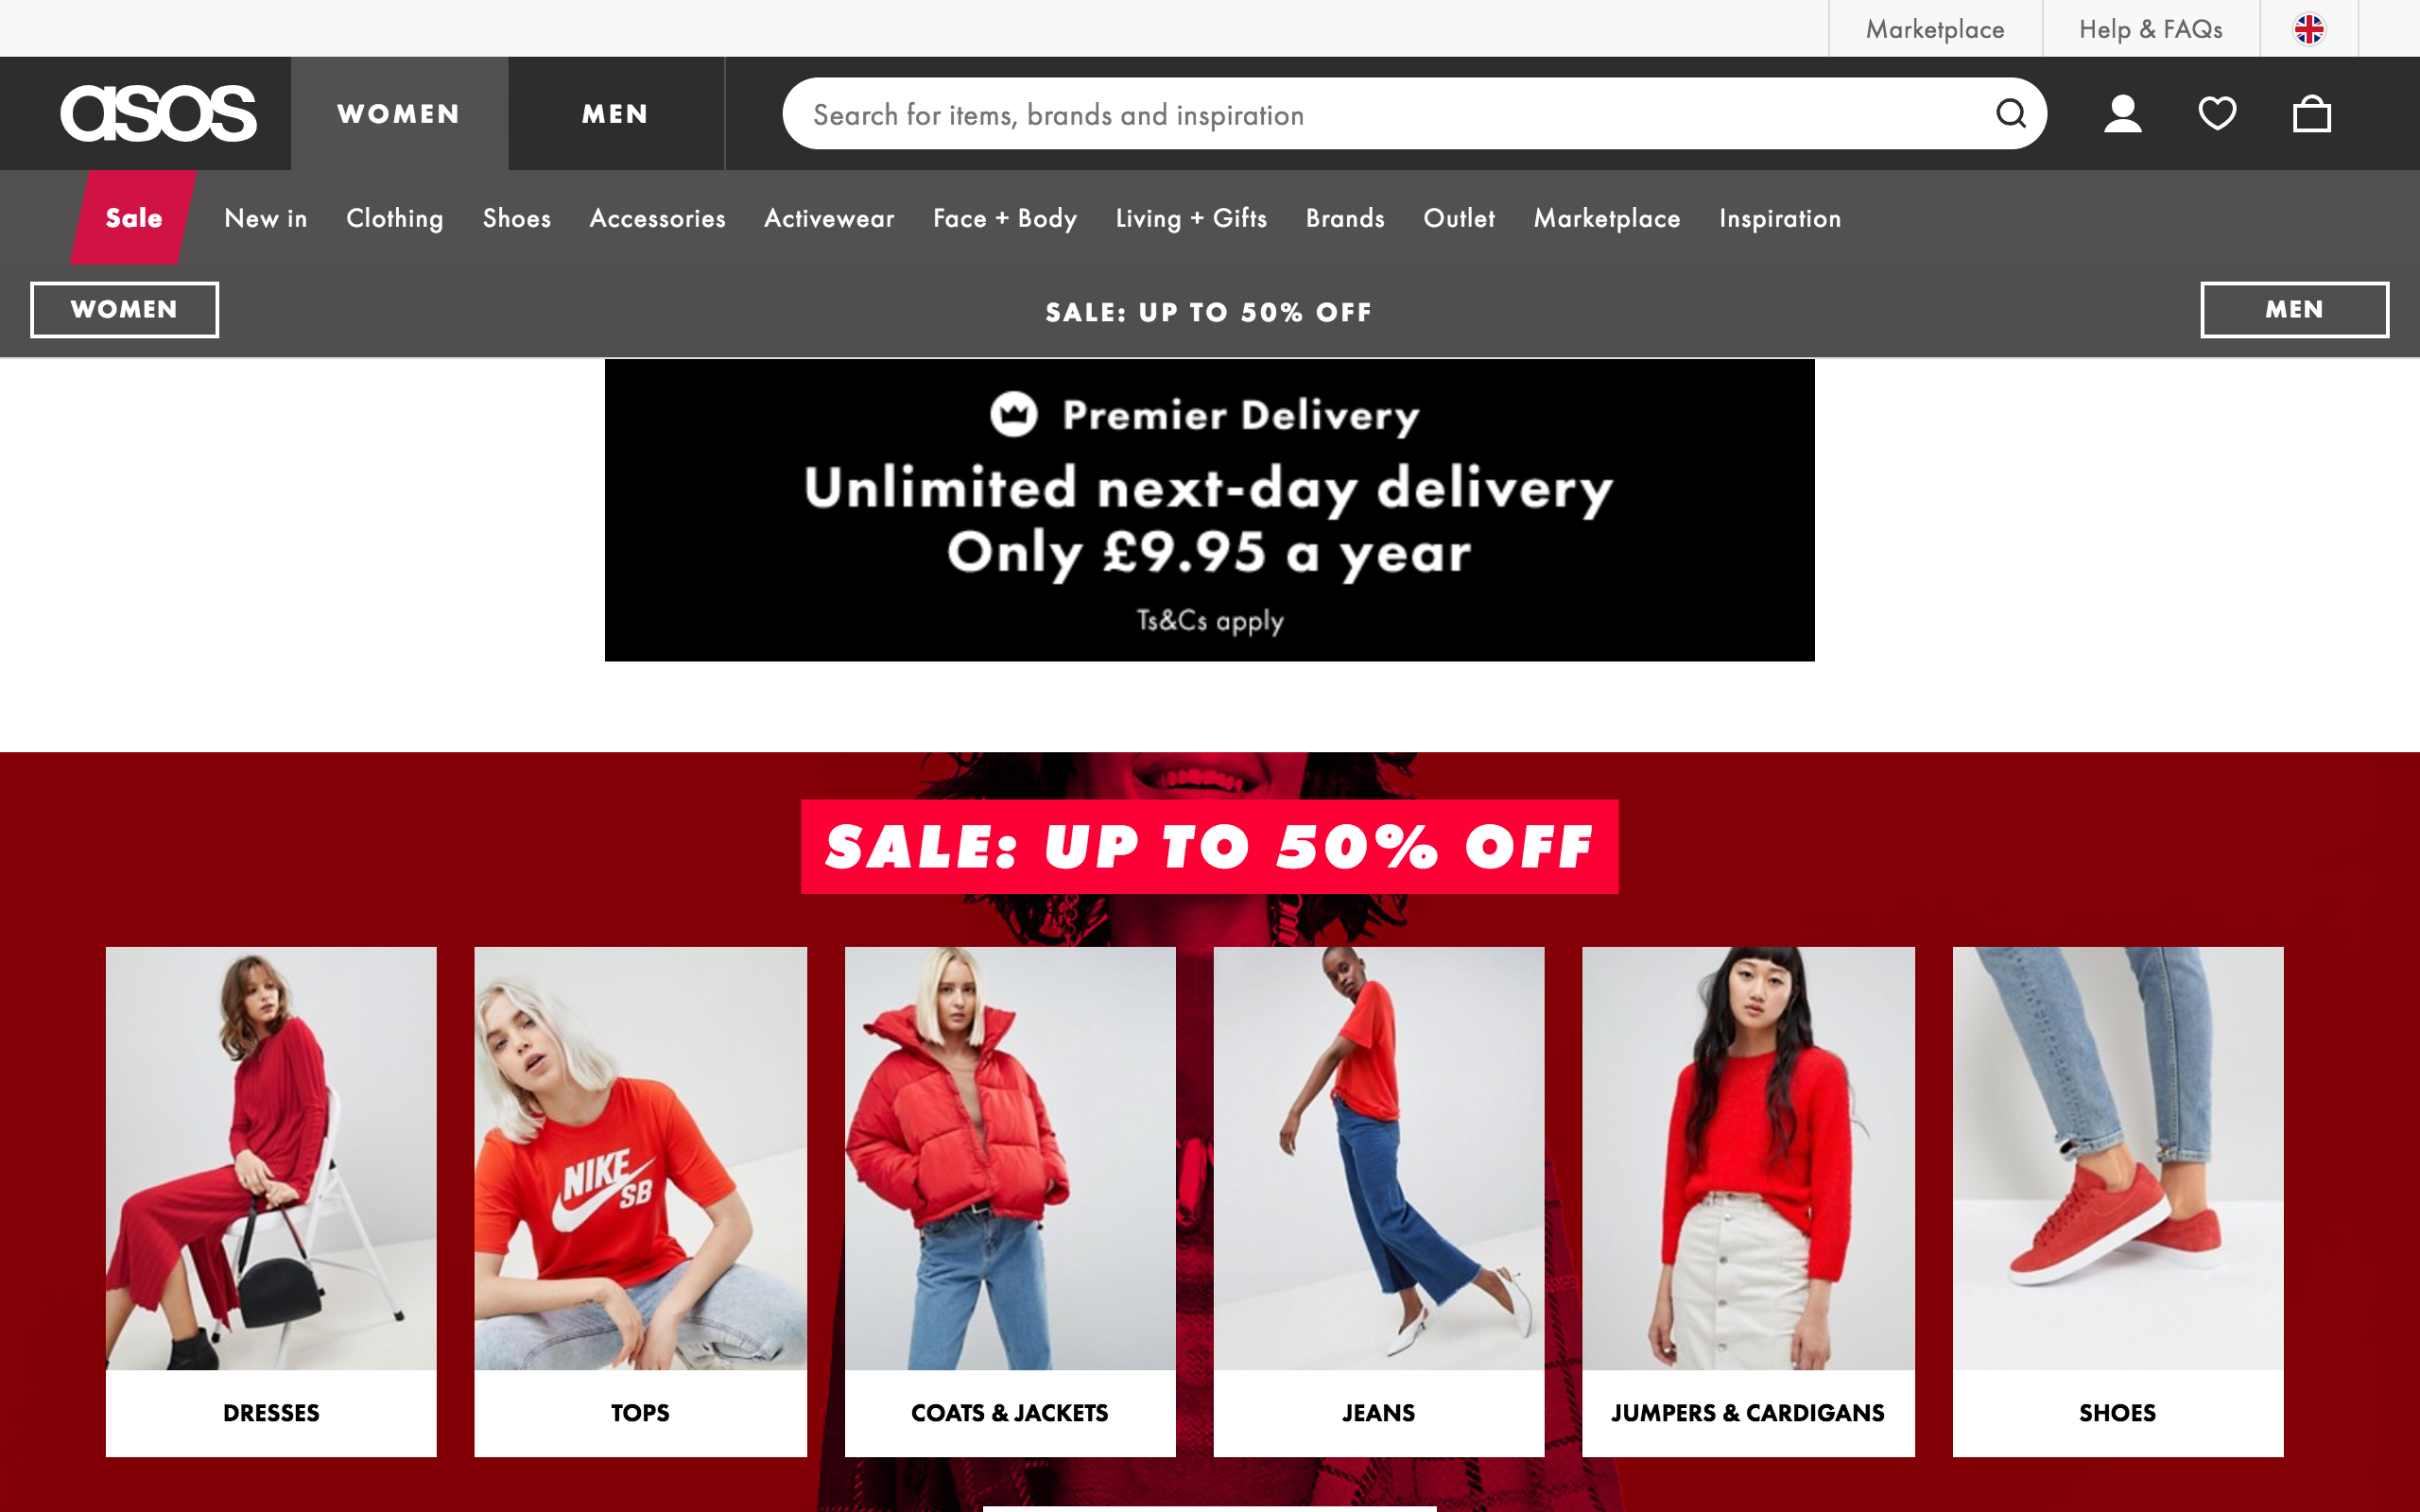 Marketplace
Help & FAQs
asos
WOMEN
MEN
Search for items, brands and inspiration
Sale
New in
Clothing
Shoes
Accessories
Activewear
Face + Body
Living + Gifts
Brands
Outlet
Marketplace
Inspiration
WOMEN
SALE: UP TO 50% OFF
MEN
Premier Delivery
Unlimited next-day delivery
Only £9.95 a year
Ts&Cs apply
SALE: UP TO 50% OFF
NIKE
SB
DRESSES
TOPS
COATS & JACKETS
JEANS
JUMPERS & CARDIGANS
SHOES